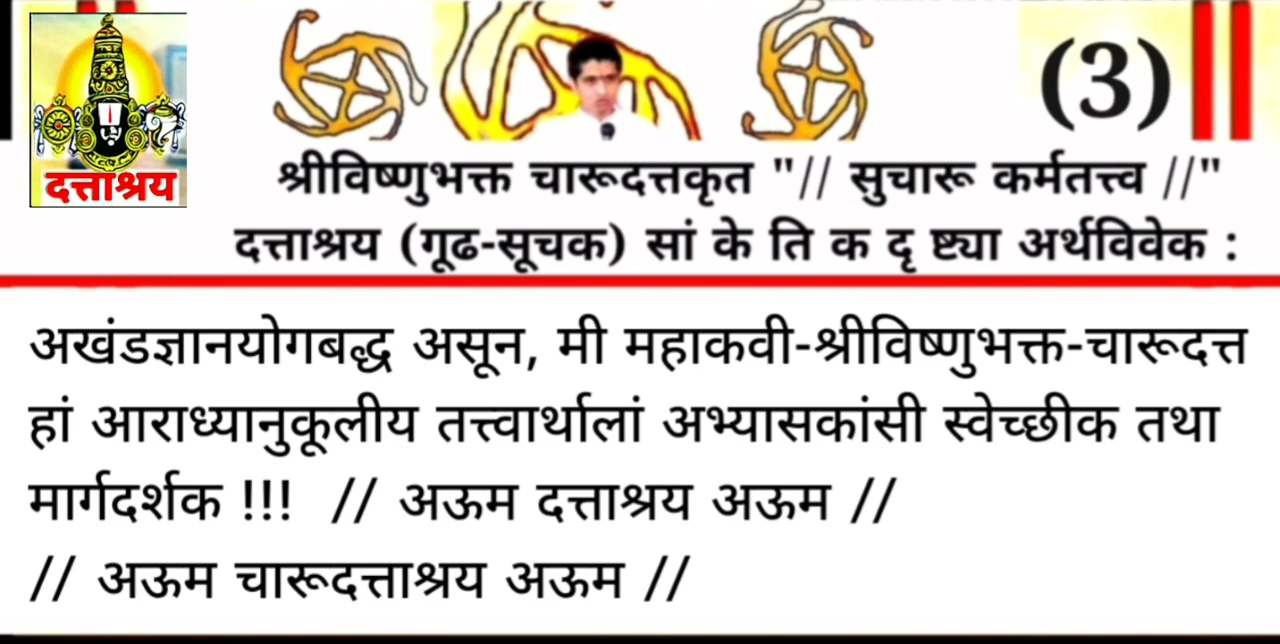 दत्ताश्रय
(3)
श्रीविष्णुभक्त चारूदत्तकृत "// सुचारू कर्मतत्त्व //"
दत्ताश्रय (गूढ-सूचक) सां के ति क दृ ष्ट्या अर्थविवेक :
अखंडज्ञानयोगबद्ध असून, मी महाकवी-श्रीविष्णुभक्त-चारूदत्त
हां आराध्यानुकूलीय तत्त्वार्थालां अभ्यासकांसी स्वेच्छीक तथा
मार्गदर्शक !!! // अऊम दत्ताश्रय अऊम //
// अऊम चारूदत्ताश्रय अऊम //